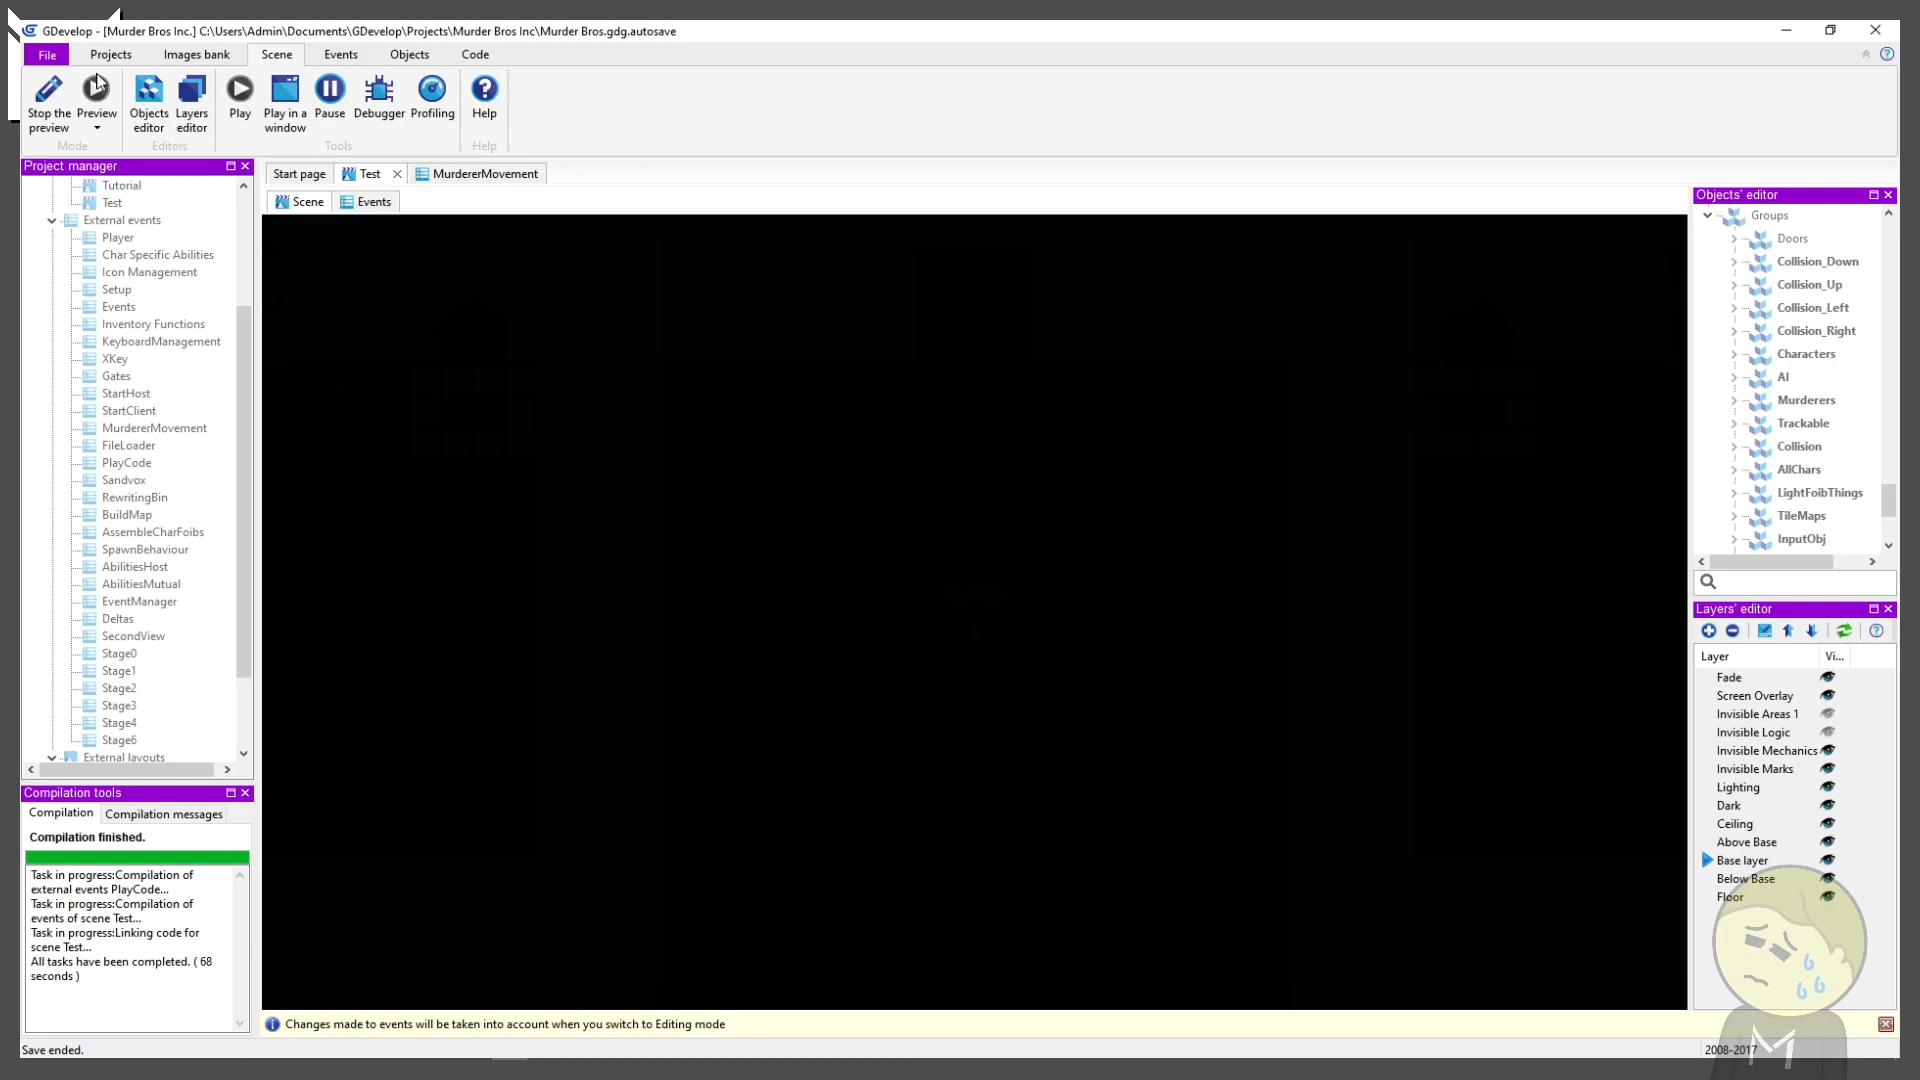 GDevelop - [Murder Bros Inc.] C:\Users\Admin\Documents\GDevelop\Projects\Murder Bros Inc\Murder Bros.gdg.autosave
File Projects Images bank Scene Events Objects Code
Stop the preview
Preview
Objects editor
Layers editor
Play
Play in a window
Pause
Debugger
Profiling
Help
Mode Editors Tools Help
Project manager
Tutorial
Test
External events
Player
Char Specific Abilities
Icon Management
Setup
Events
Inventory Functions
KeyboardManagement
XKey
Gates
StartHost
StartClient
MurdererMovement
FileLoader
PlayCode
Sandvox
RewritingBin
BuildMap
AssembleCharFoibs
SpawnBehaviour
AbilitiesHost
AbilitiesMutual
EventManager
Deltas
SecondView
Stage0
Stage1
Stage2
Stage3
Stage4
Stage6
External layouts
Compilation tools
Compilation Compilation messages
Compilation finished.
Task in progress:Compilation of
external events PlayCode...
Task in progress:Compilation of
events of scene Test...
Task in progress:Linking code for
scene Test...
All tasks have been completed. ( 68
seconds )
Save ended.
Start page Test MurdererMovement
Scene Events
Changes made to events will be taken into account when you switch to Editing mode
Objects' editor
Groups
Doors
Collision_Down
Collision_Up
Collision_Left
Collision_Right
Characters
AI
Murderers
Trackable
Collision
AllChars
LightFoibThings
TileMaps
InputObj
Layers' editor
Layer Vi...
Fade
Screen Overlay
Invisible Areas 1
Invisible Logic
Invisible Mechanics
Invisible Marks
Lighting
Dark
Ceiling
Above Base
Base layer
Below Base
Floor
2008-2017
M